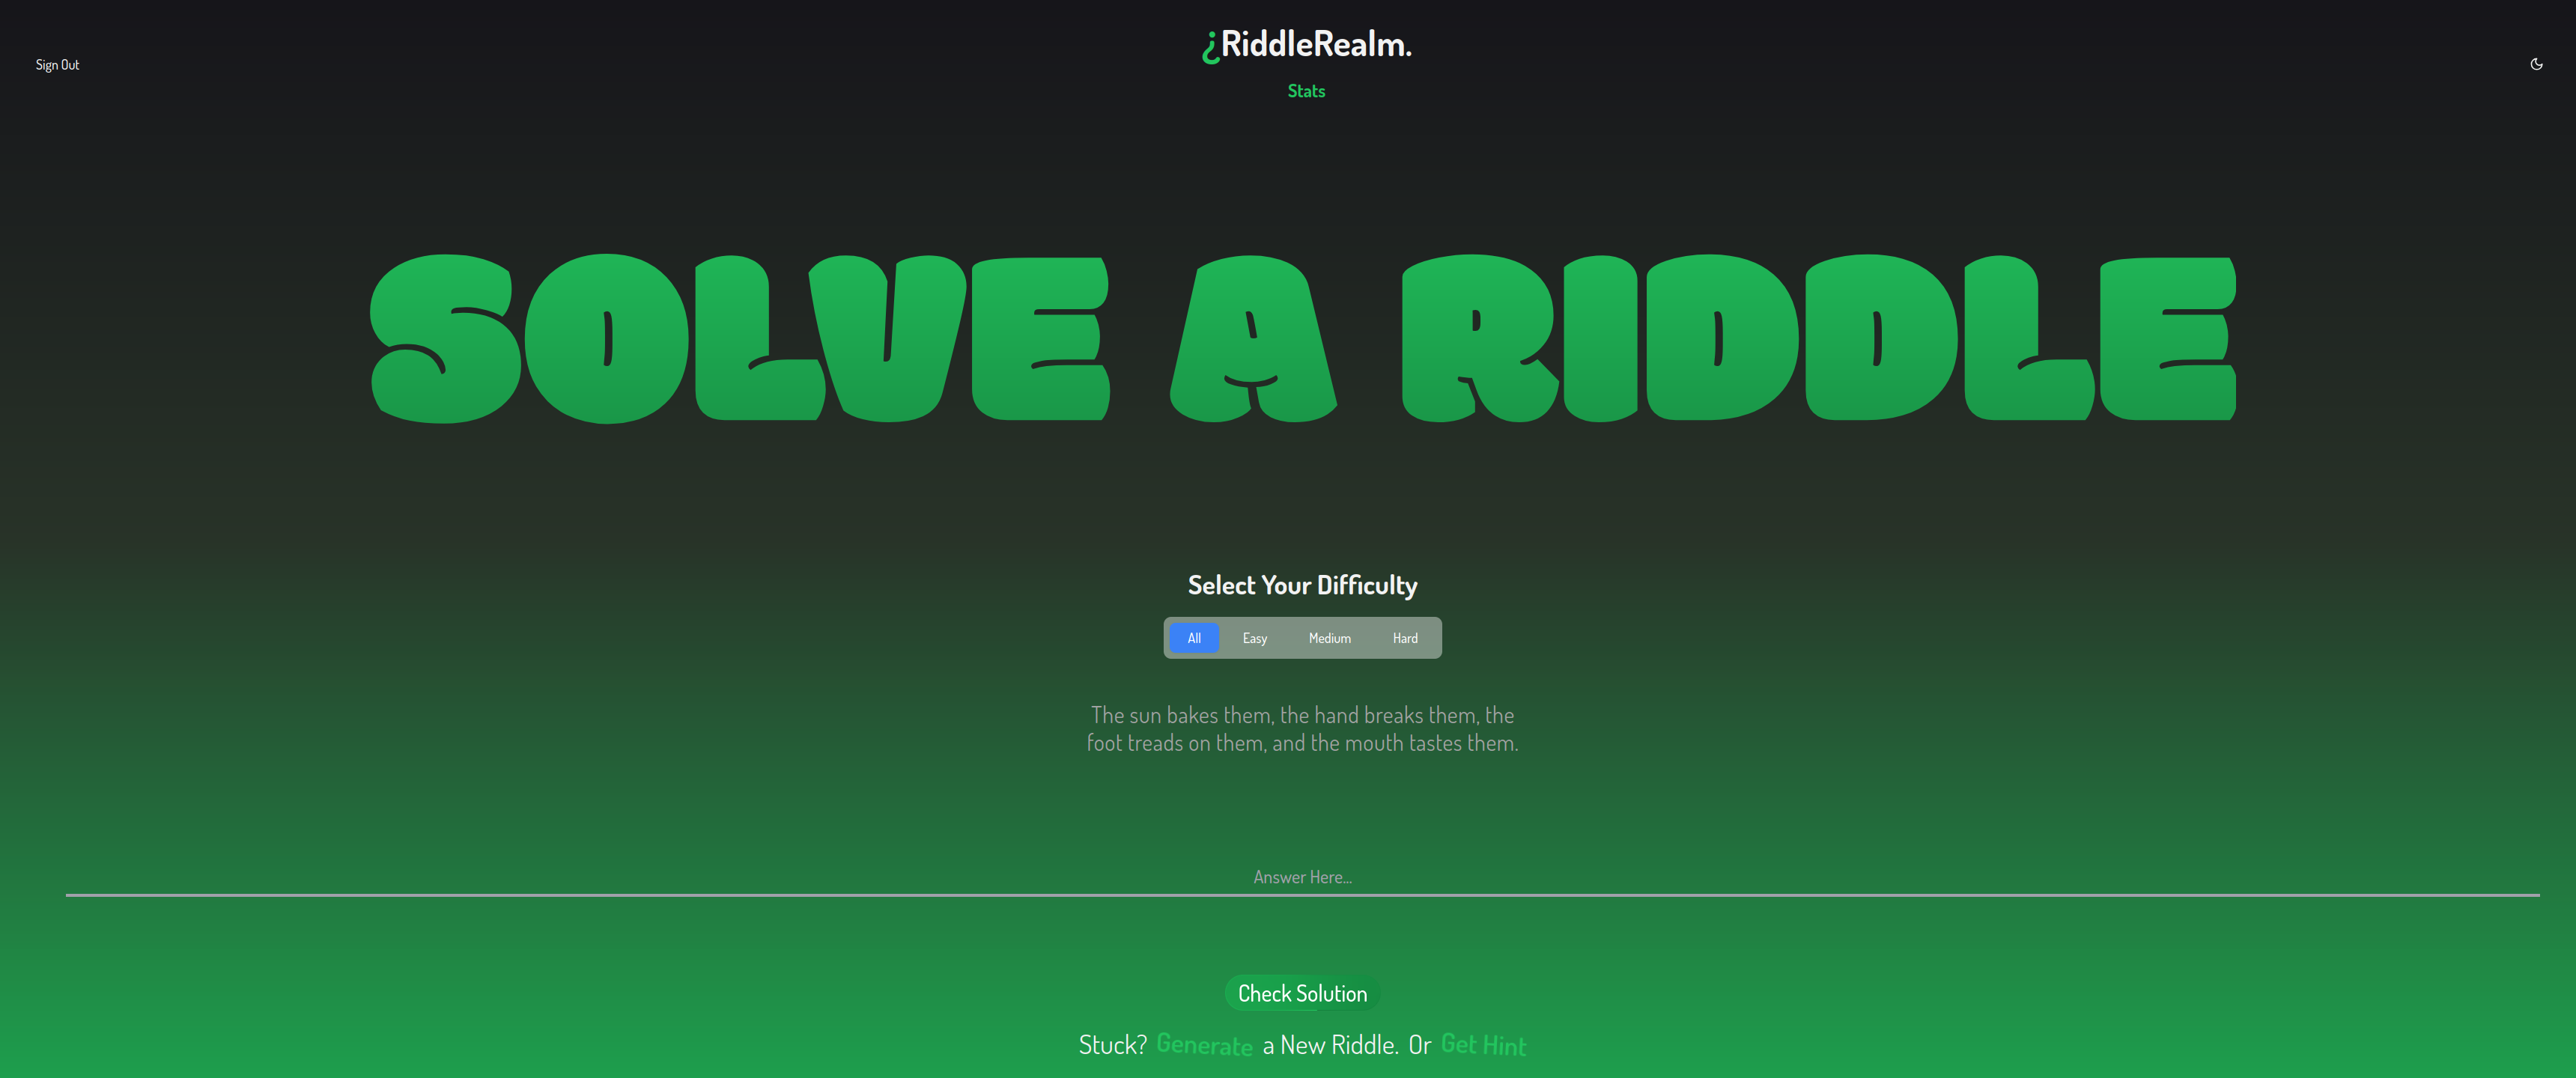 ¿RiddleRealm.
Sign Out
Stats
SOLVE A RIDDLE
Select Your Difficulty
All Easy Medium Hard
The sun bakes them, the hand breaks them, the
foot treads on them, and the mouth tastes them.
Answer Here...
Check Solution
Stuck? Generate a New Riddle. Or Get Hint